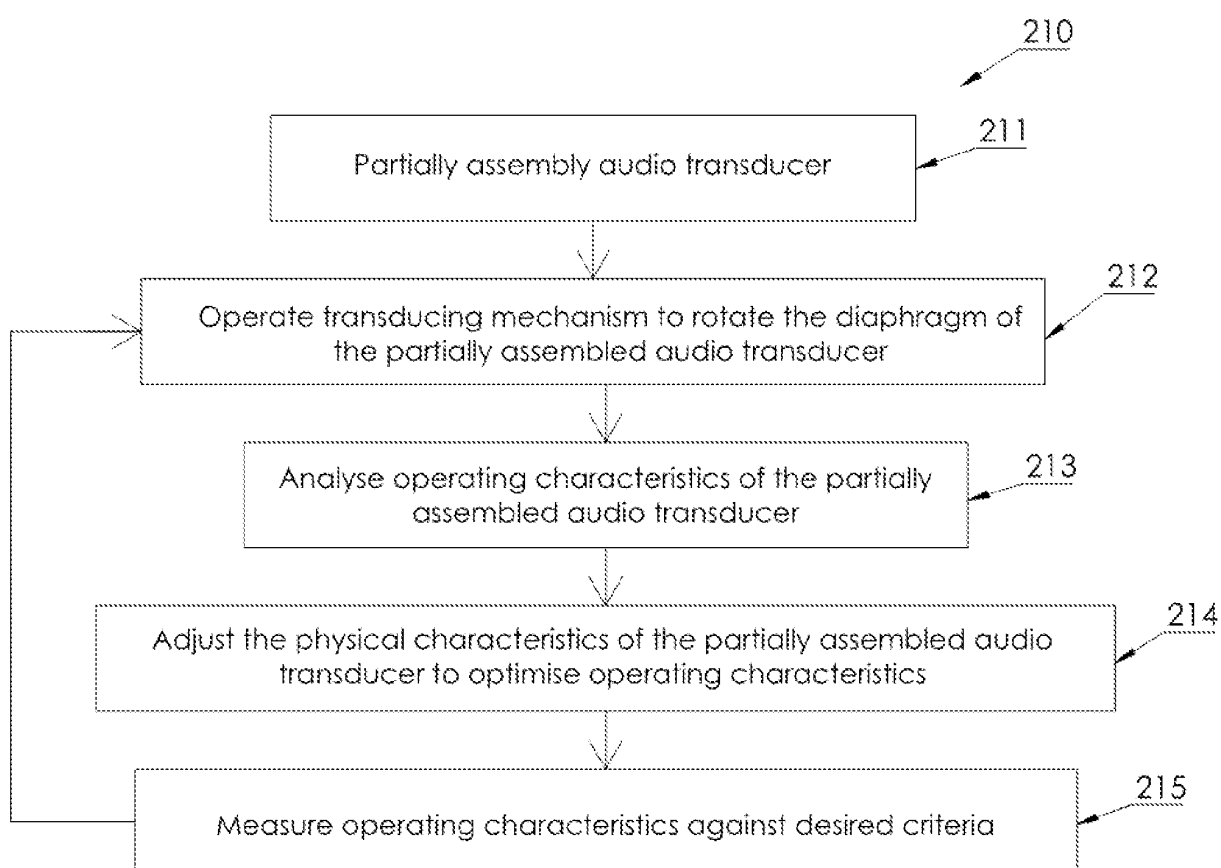 210
211
Partially assembly audio transducer
212
Operate transducing mechanism to rotate the diaphragm of
the partially assembled audio transducer
213
Analyse operating characteristics of the partially
assembled audio transducer
214
Adjust the physical characteristics of the partially assembled audio
transducer to optimise operating characteristics
215
Measure operating characteristics against desired criteria